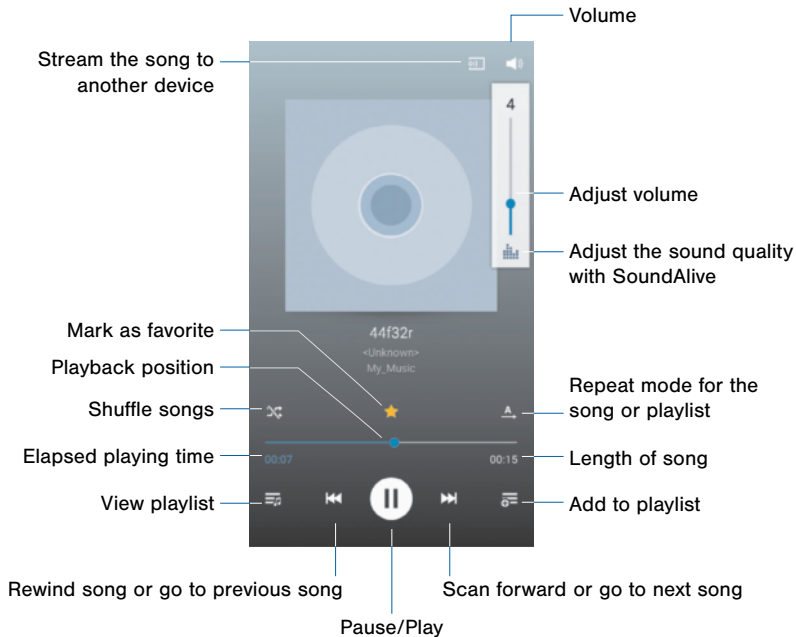 Volume
Stream the song to
another device
4
Adjust volume
Adjust the sound quality
with SoundAlive
Mark as favorite
44f32r
<Unknown>
My_Music
Playback position
Repeat mode for the
song or playlist
Shuffle songs
A
Elapsed playing time
00:07
00:15
Length of song
View playlist
Add to playlist
Rewind song or go to previous song
Scan forward or go to next song
Pause/Play